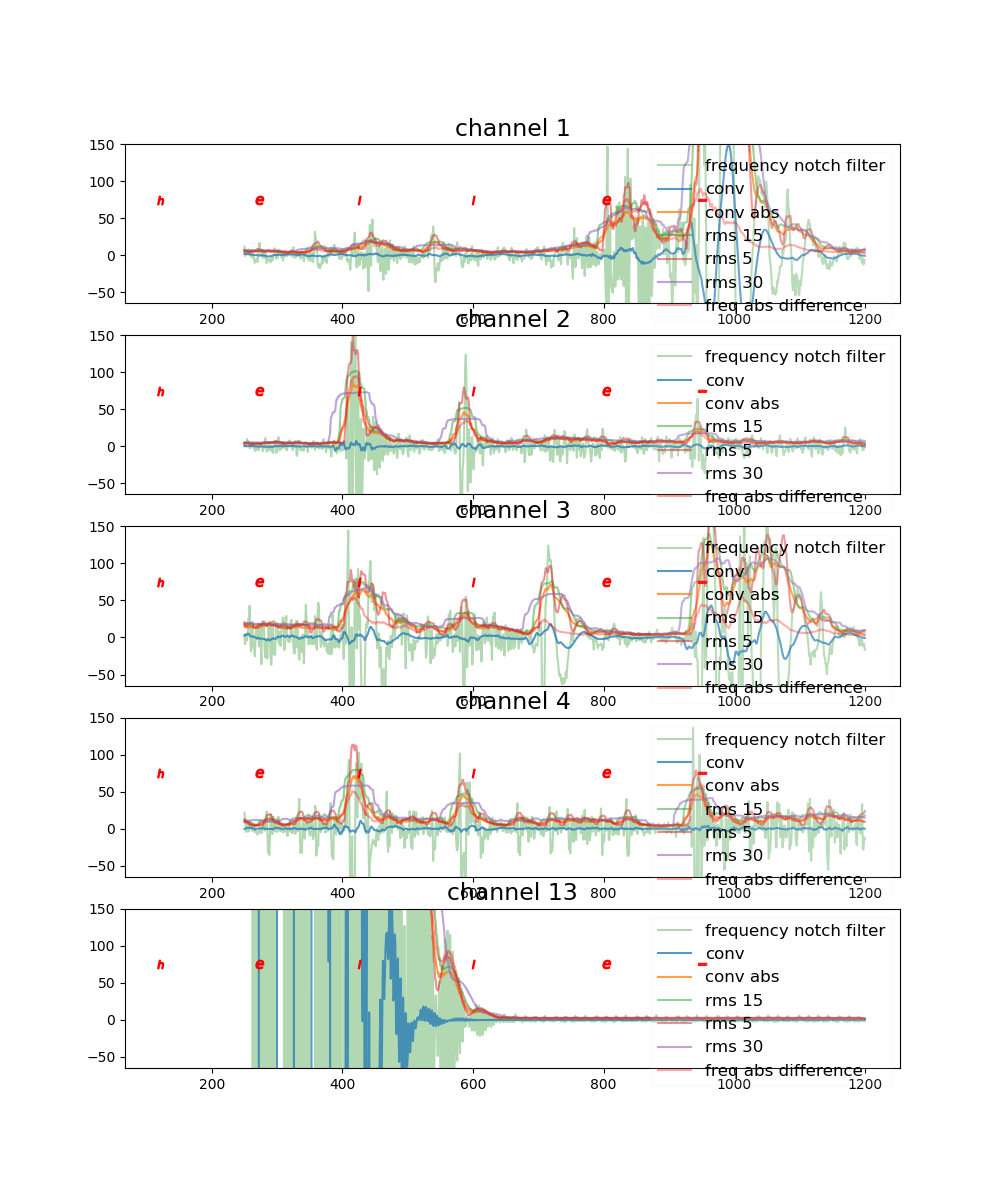 channel 1
150
100
50
0
−50
h e l l e -
frequency notch filter
conv
conv abs
rms 15
rms 5
rms 30
freq abs difference
200 400 600 800 1000 1200
channel 2
150
100
50
0
−50
h e l l e -
frequency notch filter
conv
conv abs
rms 15
rms 5
rms 30
freq abs difference
200 400 600 800 1000 1200
channel 3
150
100
50
0
−50
h e l l e -
frequency notch filter
conv
conv abs
rms 15
rms 5
rms 30
freq abs difference
200 400 600 800 1000 1200
channel 4
150
100
50
0
−50
h e l l e -
frequency notch filter
conv
conv abs
rms 15
rms 5
rms 30
freq abs difference
200 400 600 800 1000 1200
channel 13
150
100
50
0
−50
h e l l e -
frequency notch filter
conv
conv abs
rms 15
rms 5
rms 30
freq abs difference
200 400 600 800 1000 1200